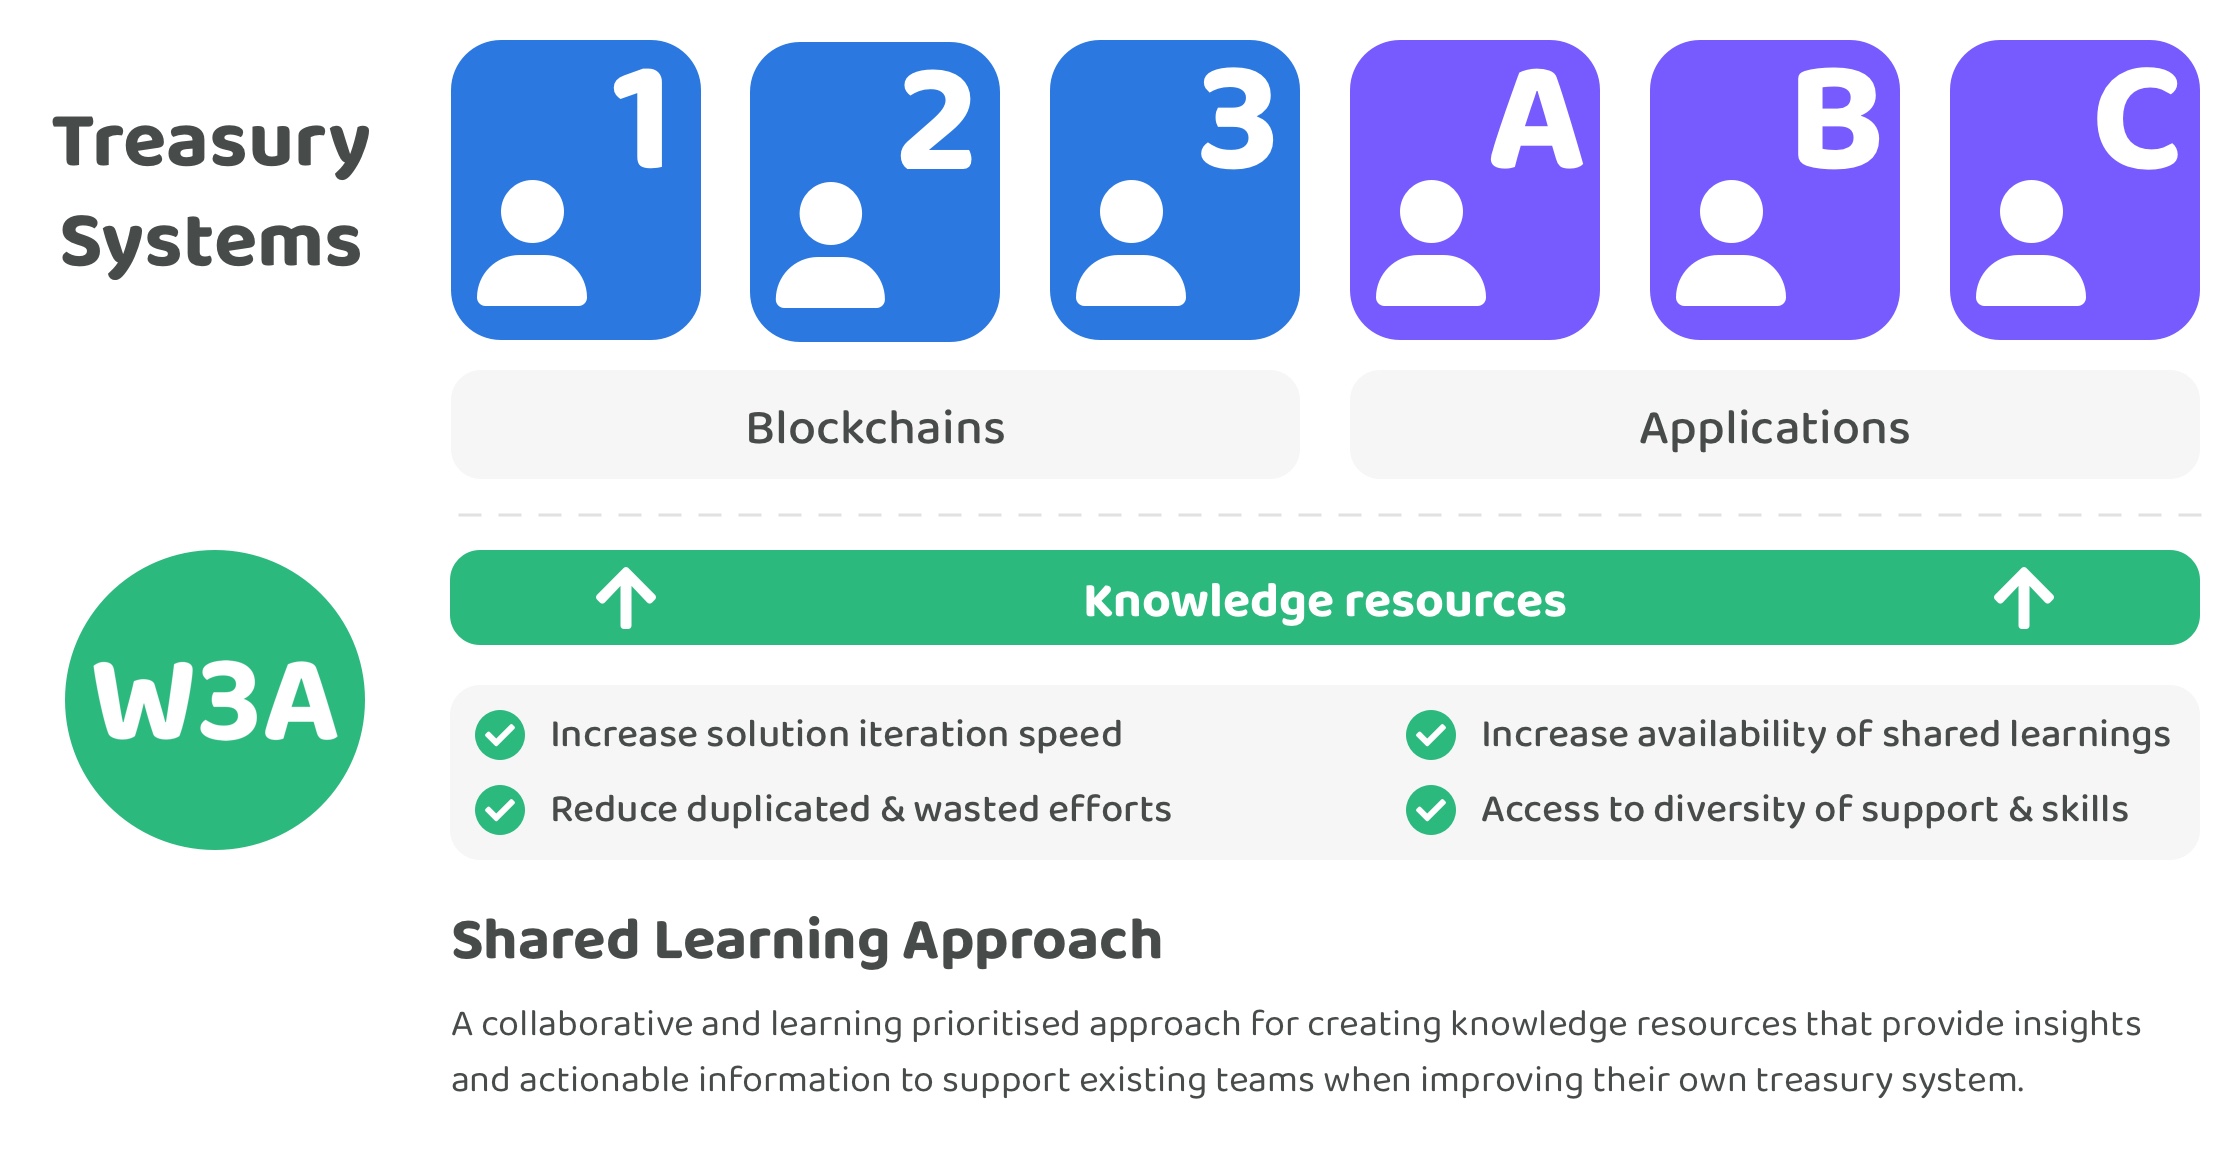 Treasury
Systems
1
2
3
A
B
C
Blockchains
Applications
W3A
Knowledge resources
Increase solution iteration speed
Increase availability of shared learnings
Reduce duplicated & wasted efforts
Access to diversity of support & skills
Shared Learning Approach
A collaborative and learning prioritised approach for creating knowledge resources that provide insights
and actionable information to support existing teams when improving their own treasury system.